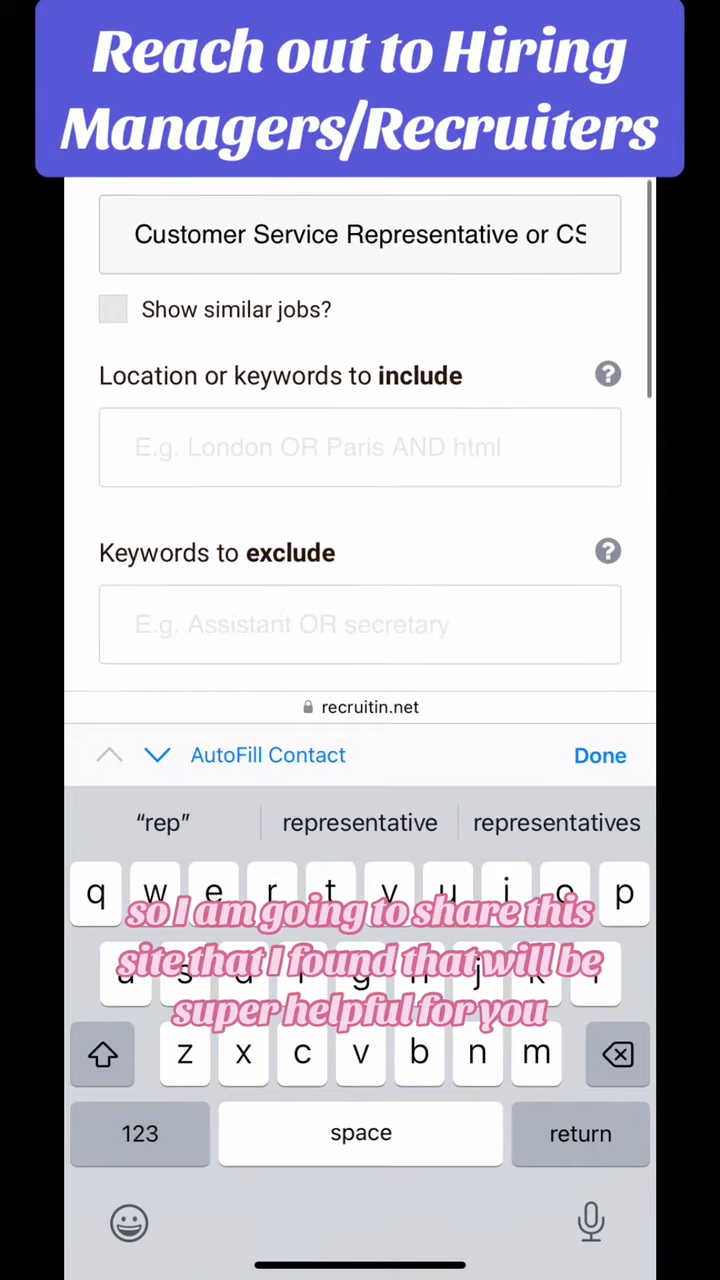 Reach out to Hiring
Managers/Recruiters
Customer Service Representative or CS
Show similar jobs?
Location or keywords to include
?
E.g. London OR Paris AND html
Keywords to exclude
?
E.g. Assistant OR secretary
recruitin.net
AutoFill Contact
Done
“rep”
representative
representatives
q w e r t y u i o p
so I am going to share this
site that I found that will be
super helpful for you
z x c v b n m
123
space
return